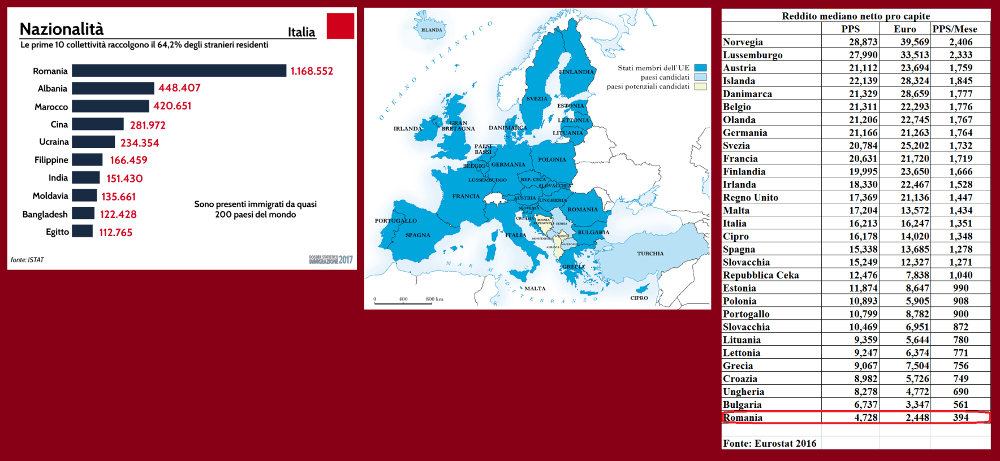 Nazionalità
Italia
Le prime 10 collettività raccolgono il 64,2% degli stranieri residenti
Romania 1.168.552
Albania 448.407
Marocco 420.651
Cina 281.972
Ucraina 234.354
Filippine 166.459
India 151.430
Moldavia 135.661
Bangladesh 122.428
Egitto 112.765
Sono presenti immigrati da quasi
200 paesi del mondo
fonte: ISTAT
DOSSIER STATISTICO
IMMIGRAZIONE 2017
ISLANDA
OCEANO ATLANTICO
Stati membri dell'UE
paesi candidati
paesi potenziali candidati
FINLANDIA
SVEZIA
ESTONIA
LETTONIA
LITUANIA
IRLANDA
GRAN
BRETAGNA
DANIMARCA
PAESI
BASSI
BELGIO
GERMANIA
POLONIA
LUSSEMBURGO
REP. CECA
SLOVACCHIA
FRANCIA
AUSTRIA
UNGHERIA
SLOVENIA
ROMANIA
CROAZIA
BOSNIA
ERZEGOVINA
SERBIA
PORTOGALLO
SPAGNA
ITALIA
MONTENEGRO
KOSOVO
BULGARIA
MACEDONIA
ALBANIA
TURCHIA
GRECIA
MAR MEDITERRANEO
MALTA
CIPRO
0 400 800 km
Reddito mediano netto pro capite
PPS Euro PPS/Mese
Norvegia 28,873 39,569 2,406
Lussemburgo 27,990 33,513 2,333
Austria 21,112 23,694 1,759
Islanda 22,139 28,324 1,845
Danimarca 21,329 28,659 1,777
Belgio 21,311 22,293 1,776
Olanda 21,206 22,745 1,767
Germania 21,166 21,263 1,764
Svezia 20,784 25,202 1,732
Francia 20,631 21,720 1,719
Finlandia 19,995 23,650 1,666
Irlanda 18,330 22,467 1,528
Regno Unito 17,369 21,136 1,447
Malta 17,204 13,572 1,434
Italia 16,213 16,247 1,351
Cipro 16,178 14,020 1,348
Spagna 15,338 13,685 1,278
Slovacchia 15,249 12,327 1,271
Repubblica Ceka 12,476 7,838 1,040
Estonia 11,874 8,647 990
Polonia 10,893 5,905 908
Portogallo 10,799 8,782 900
Slovacchia 10,469 6,951 872
Lituania 9,359 5,644 780
Lettonia 9,247 6,374 771
Grecia 9,067 7,504 756
Croazia 8,982 5,726 749
Ungheria 8,278 4,772 690
Bulgaria 6,737 3,347 561
Romania 4,728 2,448 394
Fonte: Eurostat 2016